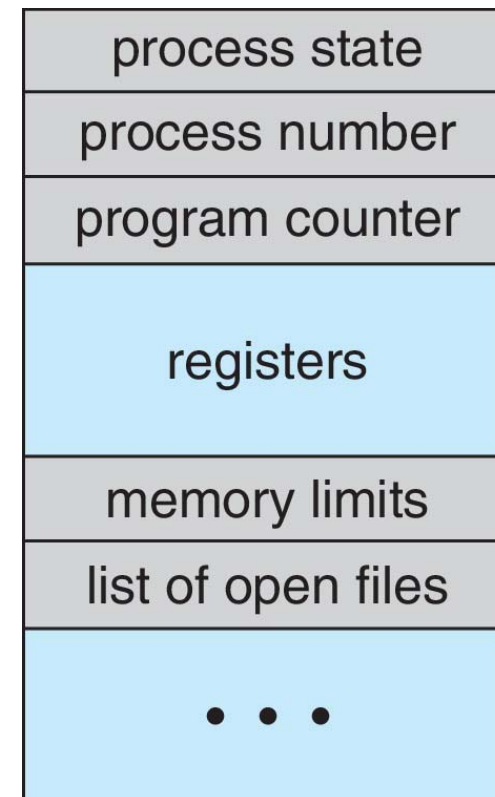 process state
process number
program counter
registers
memory limits
list of open files
• • •